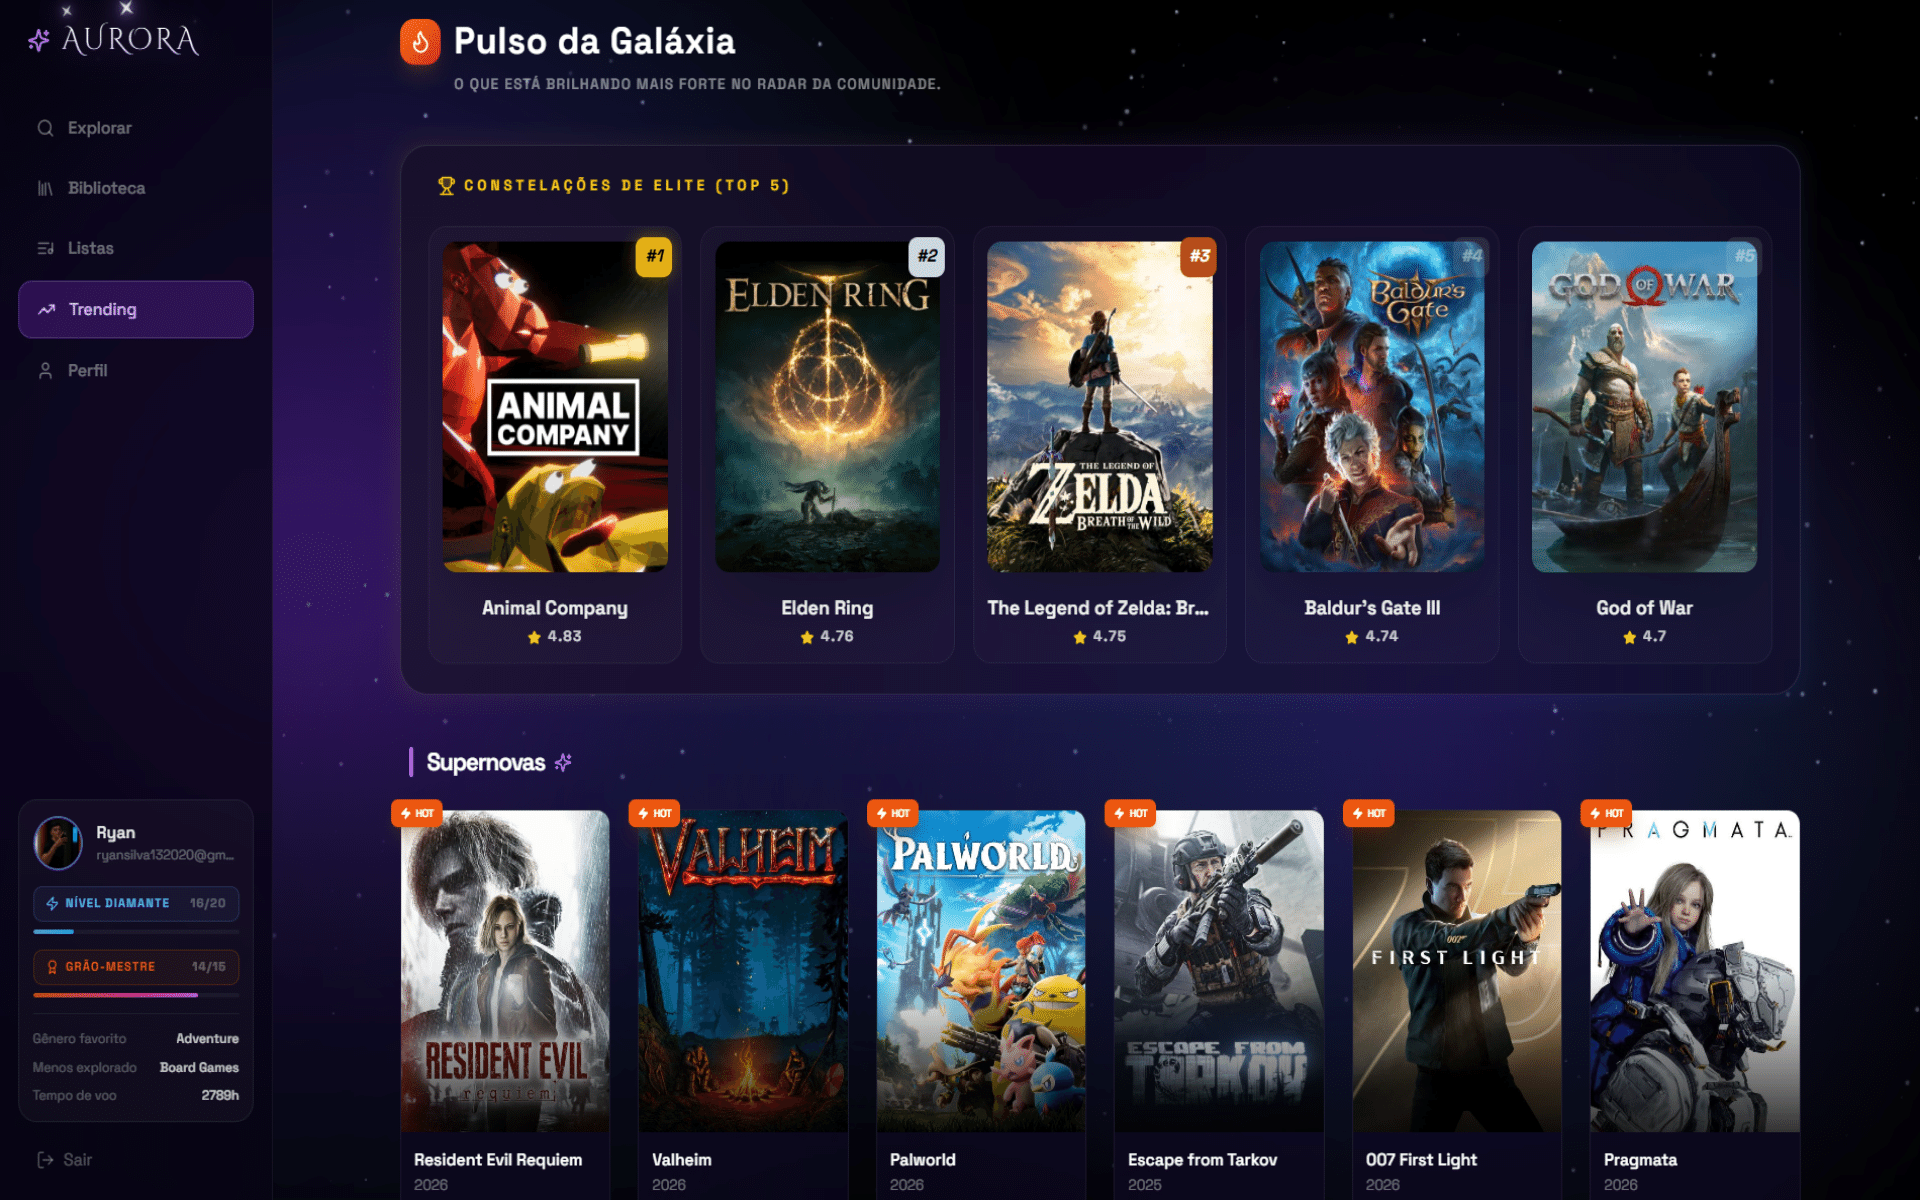 AURORA
Explorar
Biblioteca
Listas
Trending
Perfil
Ryan
ryansilva132020@gm...
NÍVEL DIAMANTE 16/20
GRÃO-MESTRE 14/15
Gênero favorito Adventure
Menos explorado Board Games
Tempo de voo 2789h
Sair
Pulso da Galáxia
O QUE ESTÁ BRILHANDO MAIS FORTE NO RADAR DA COMUNIDADE.
CONSTELAÇÕES DE ELITE (TOP 5)
#1
ANIMAL
COMPANY
Animal Company
4.83
#2
ELDEN RING
Elden Ring
4.76
#3
THE LEGEND OF
ZELDA
BREATH OF THE WILD
The Legend of Zelda: Br...
4.75
#4
Baldur's
Gate
Baldur's Gate III
4.74
#5
GOD OF WAR
God of War
4.7
Supernovas
HOT
RESIDENT EVIL
requiem
Resident Evil Requiem
2026
HOT
VALHEIM
Valheim
2026
HOT
PALWORLD
Palworld
2026
HOT
ESCAPE FROM
TARKOV
Escape from Tarkov
2025
HOT
007
FIRST LIGHT
007 First Light
2026
HOT
PRAGMATA
Pragmata
2026